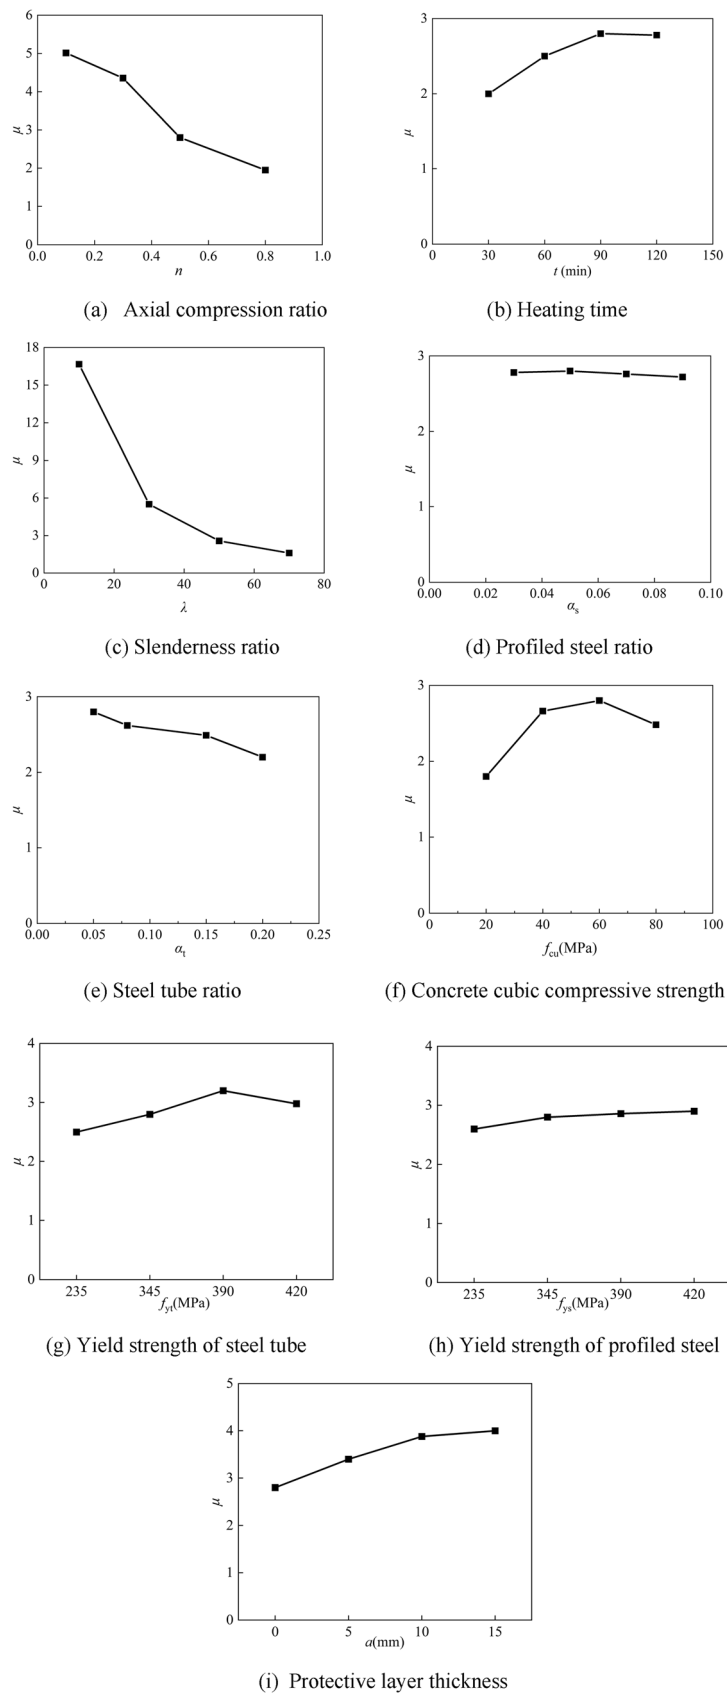 6
5
4
3
2
1
0
μ
0.0 0.2 0.4 0.6 0.8 1.0
n
(a) Axial compression ratio
3
2
1
0
μ
0 30 60 90 120 150
t (min)
(b) Heating time
18
15
12
9
6
3
0
μ
0 20 40 60 80
λ
(c) Slenderness ratio
3
2
1
0
μ
0.00 0.02 0.04 0.06 0.08 0.10
αs
(d) Profiled steel ratio
3
2
1
0
μ
0.00 0.05 0.10 0.15 0.20 0.25
αt
(e) Steel tube ratio
3
2
1
0
μ
0 20 40 60 80 100
fcu(MPa)
(f) Concrete cubic compressive strength
4
3
2
1
0
μ
235 345 390 420
fyt(MPa)
(g) Yield strength of steel tube
4
3
2
1
0
μ
235 345 390 420
fys(MPa)
(h) Yield strength of profiled steel
5
4
3
2
1
0
μ
0 5 10 15
a(mm)
(i) Protective layer thickness